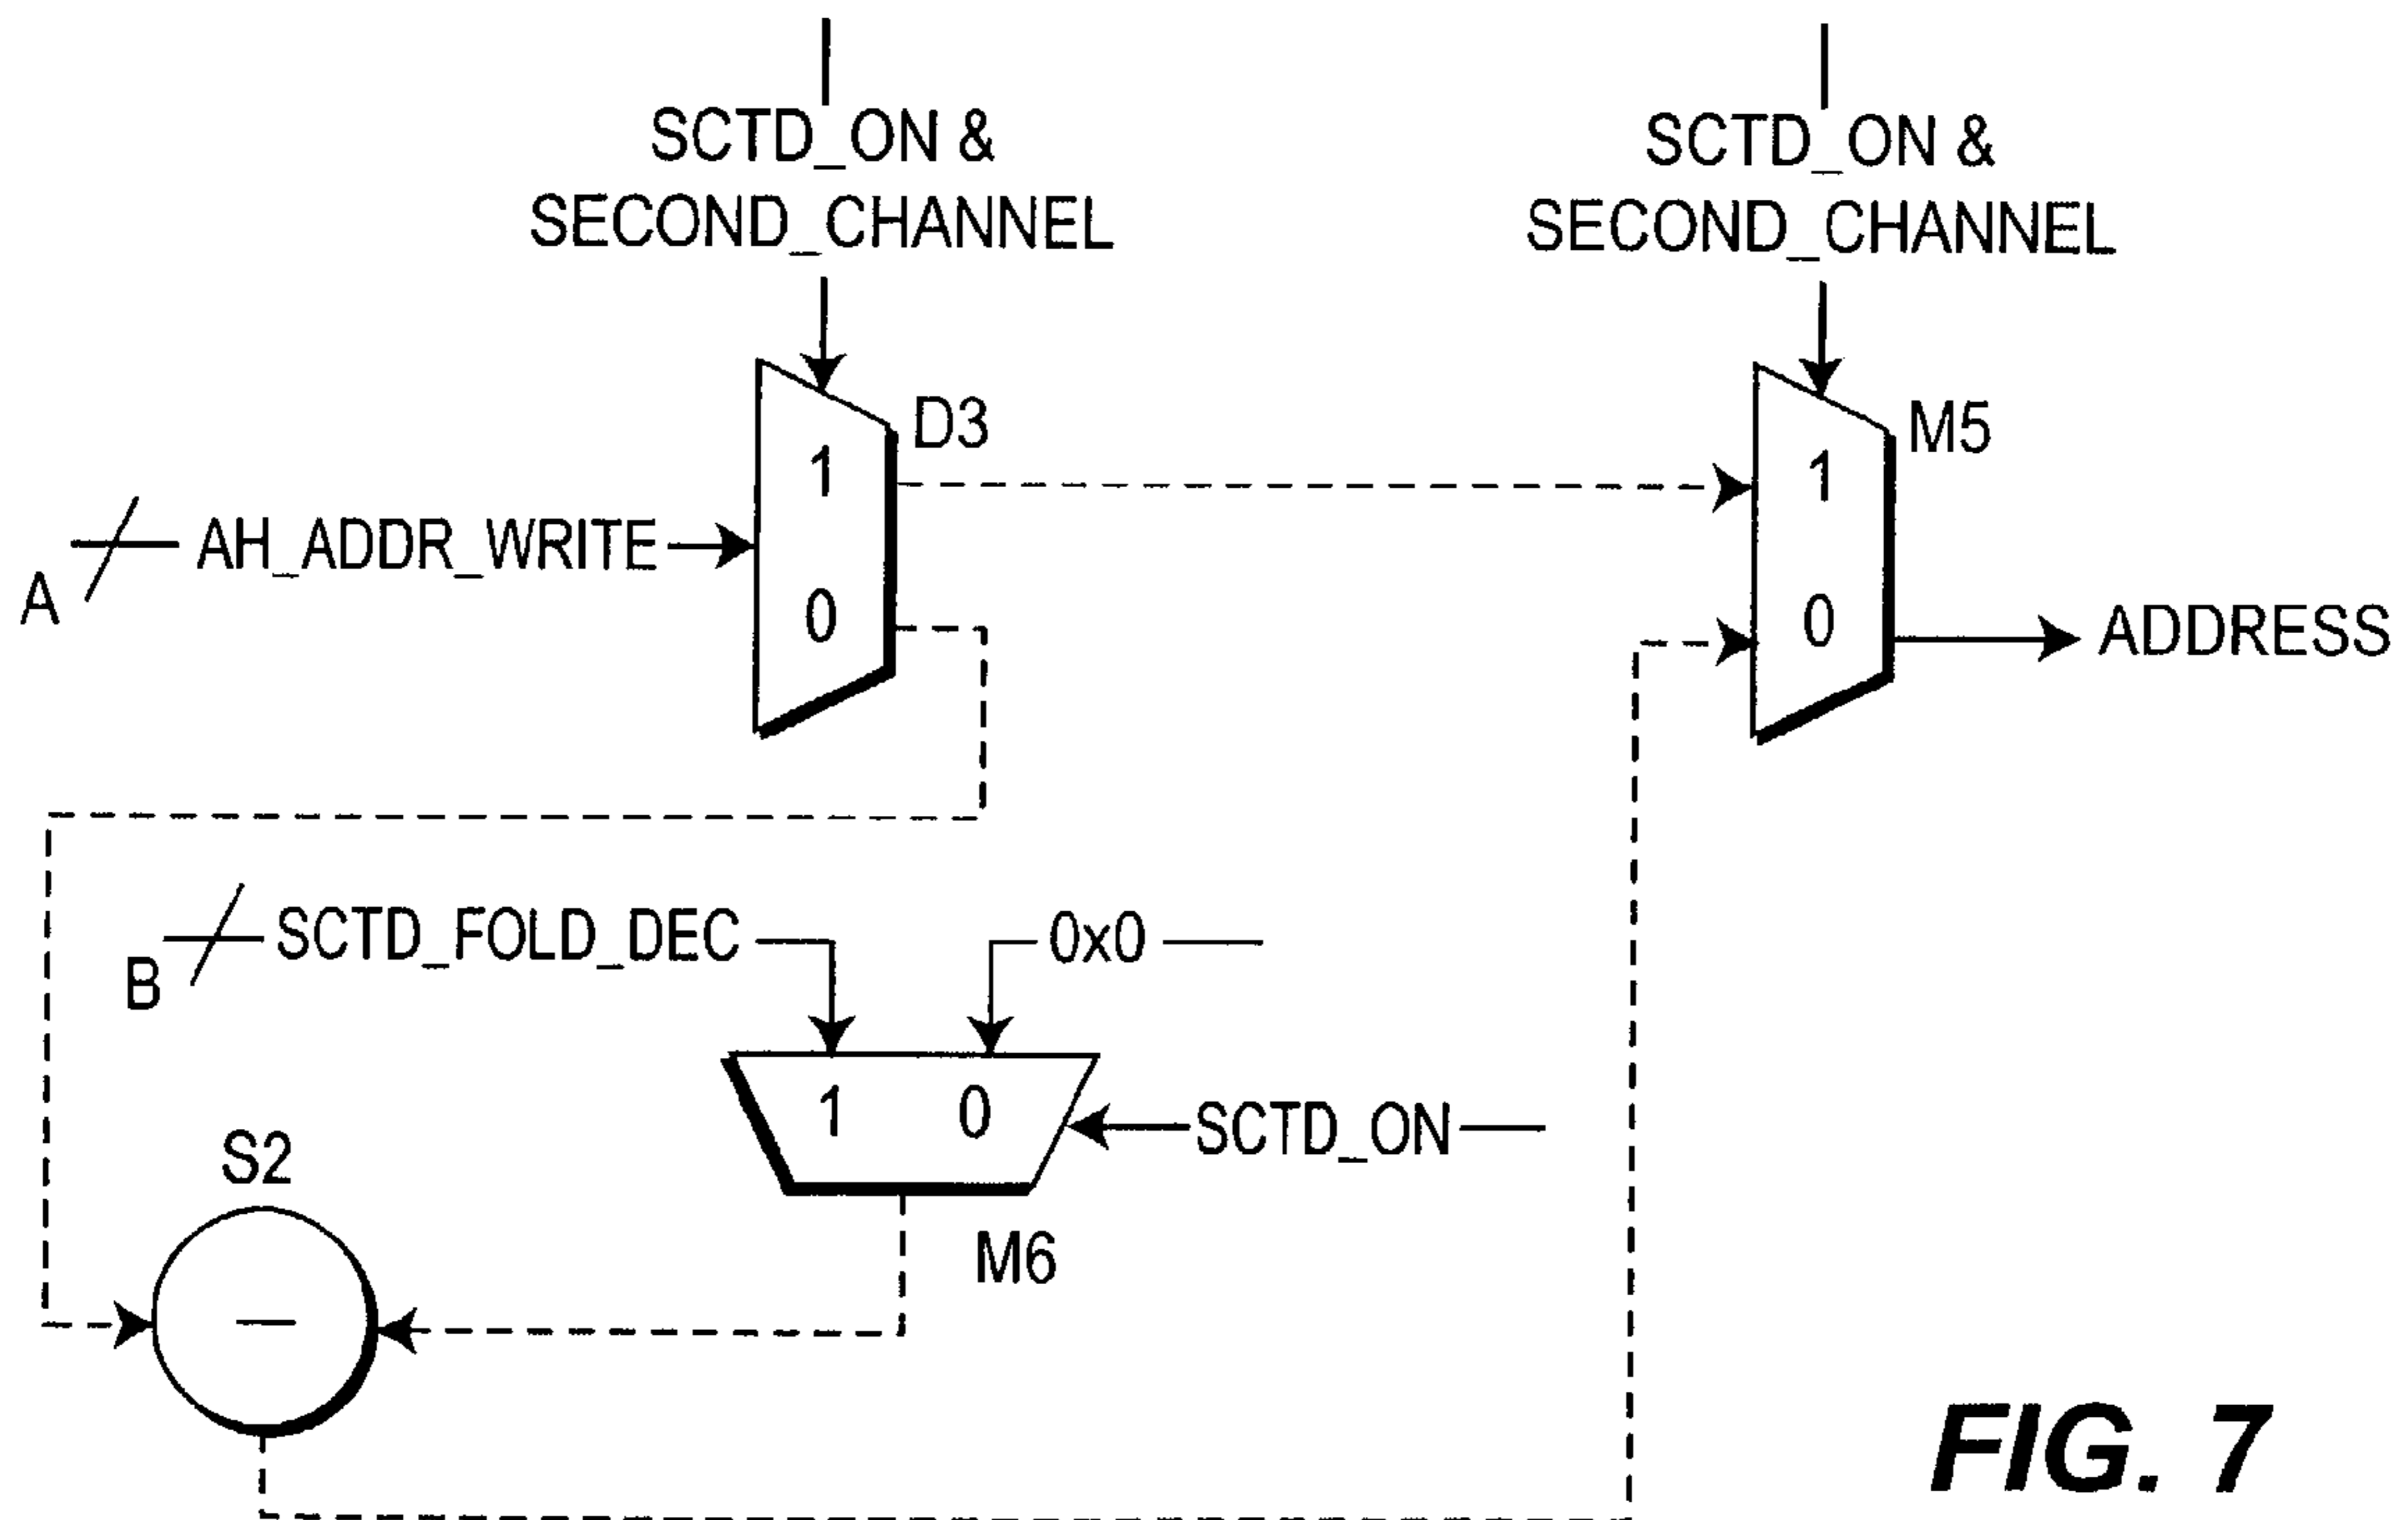 SCTD_ON &
SECOND_CHANNEL
SCTD_ON &
SECOND_CHANNEL
D3
M5
1
1
A
AH_ADDR_WRITE
0
0
ADDRESS
B
SCTD_FOLD_DEC
0x0
1
0
SCTD_ON
S2
M6
—
FIG. 7